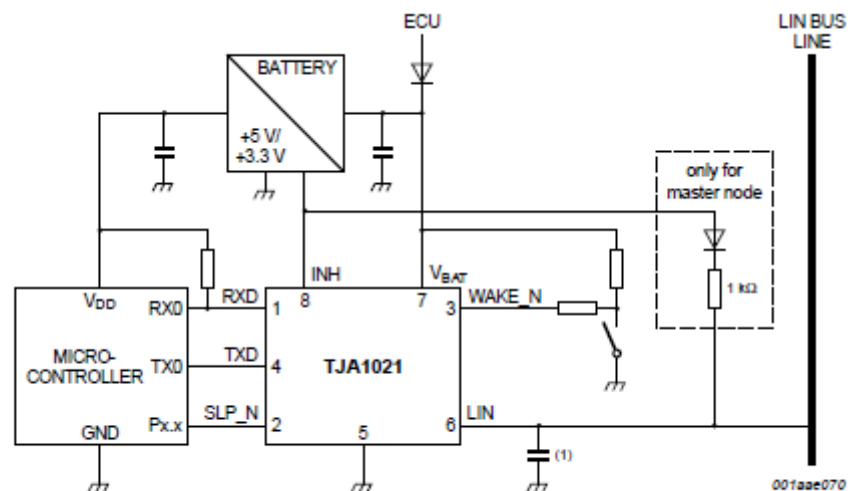 ECU
LIN BUS
LINE
BATTERY
+5 V/
+3.3 V
only for
master node
1 kΩ
INH
8
VBAT
7
VDD
RX0
RXD
1
3
WAKE_N
MICRO-
CONTROLLER
TX0
TXD
4
TJA1021
Px.x
SLP_N
2
GND
5
6
LIN
(1)
001aae070